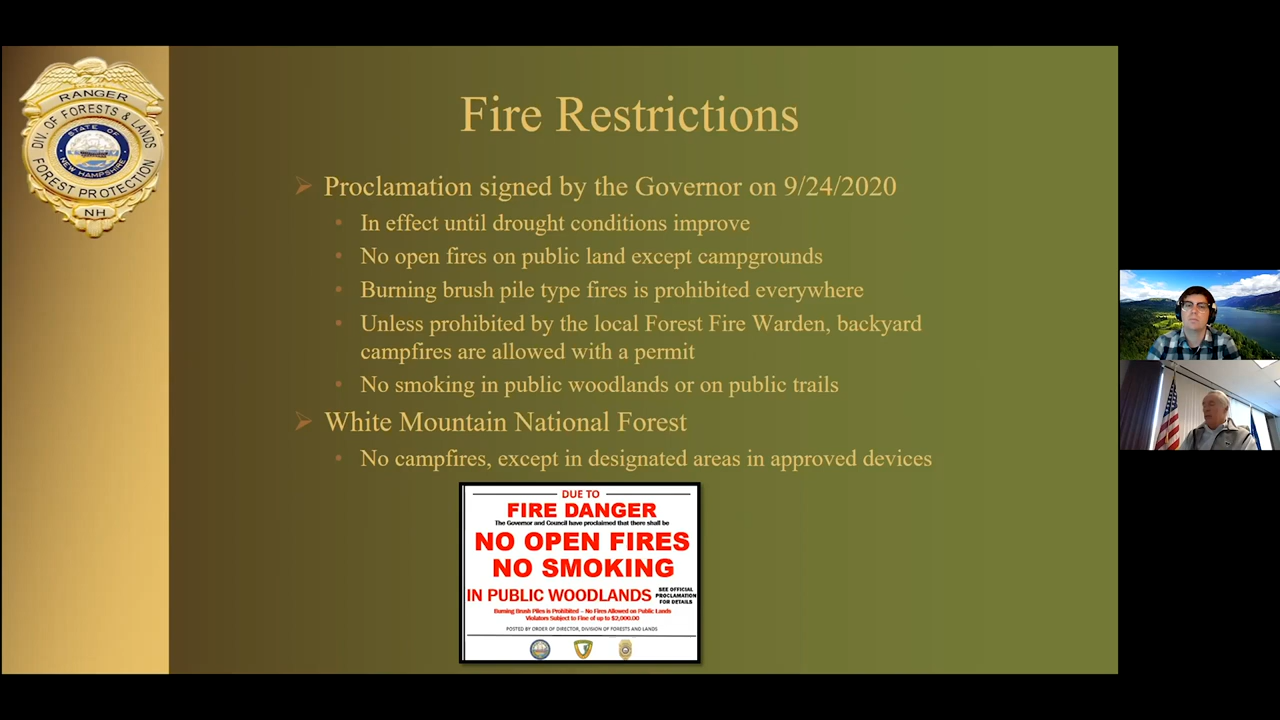 RANGER
DIV. OF FORESTS & LANDS
STATE OF
NEW HAMPSHIRE
FOREST PROTECTION
NH
Fire Restrictions
Proclamation signed by the Governor on 9/24/2020
In effect until drought conditions improve
No open fires on public land except campgrounds
Burning brush pile type fires is prohibited everywhere
Unless prohibited by the local Forest Fire Warden, backyard
campfires are allowed with a permit
No smoking in public woodlands or on public trails
White Mountain National Forest
No campfires, except in designated areas in approved devices
DUE TO
FIRE DANGER
The Governor and Council have proclaimed that there shall be
NO OPEN FIRES
NO SMOKING
IN PUBLIC WOODLANDS
SEE OFFICIAL
PROCLAMATION
FOR DETAILS
Burning Brush Piles is Prohibited – No Fires Allowed on Public Lands
Violators Subject to Fine of up to $2,000.00
POSTED BY ORDER OF DIRECTOR, DIVISION OF FORESTS AND LANDS